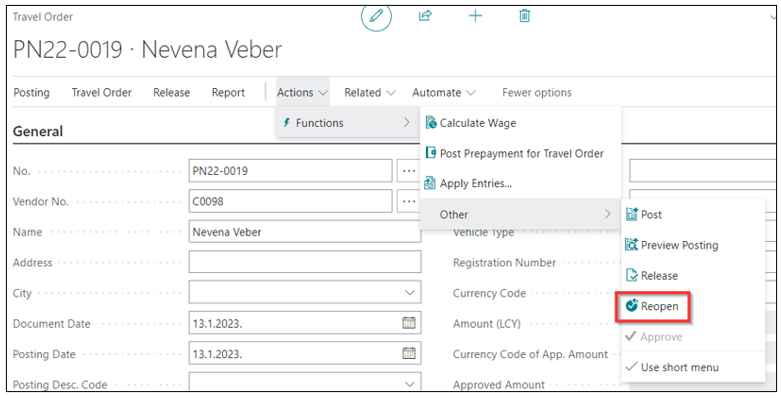 Travel Order
PN22-0019 · Nevena Veber
Posting Travel Order Release Report Actions Related Automate Fewer options
Functions
Calculate Wage
Post Prepayment for Travel Order
Apply Entries...
Other
Post
Preview Posting
Release
Reopen
Approve
Use short menu
General
No. PN22-0019 ...
Vendor No. C0098 ...
Name Nevena Veber Vehicle Type
Address Registration Number
City Currency Code
Document Date 13.1.2023. Amount (LCY)
Posting Date 13.1.2023. Currency Code of App. Amount
Posting Desc. Code Approved Amount